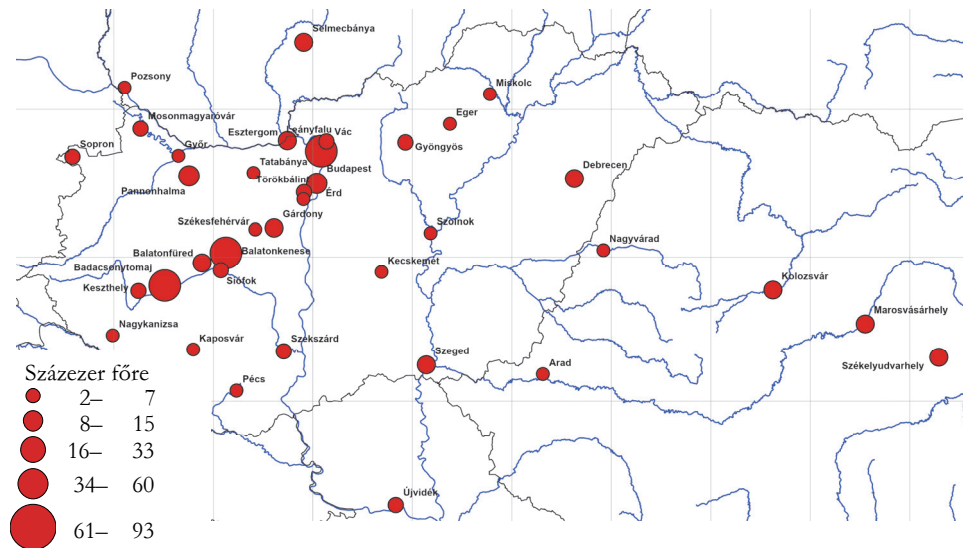 Selmecbánya
Pozsony
Miskolc
Mosonmagyaróvár
Eger
Esztergom
Leányfalu
Vác
Sopron
Győr
Gyöngyös
Tatabánya
Budapest
Debrecen
Törökbálint
Pannonhalma
Érd
Gárdony
Székesfehérvár
Szolnok
Nagyvárad
Balatonfüred
Balatonkenese
Badacsonytomaj
Siófok
Kecskemét
Keszthely
Kolozsvár
Marosvásárhely
Nagykanizsa
Kaposvár
Szekszárd
Szeged
Arad
Székelyudvarhely
Pécs
Újvidék
Százezer főre
2– 7
8– 15
16– 33
34– 60
61– 93